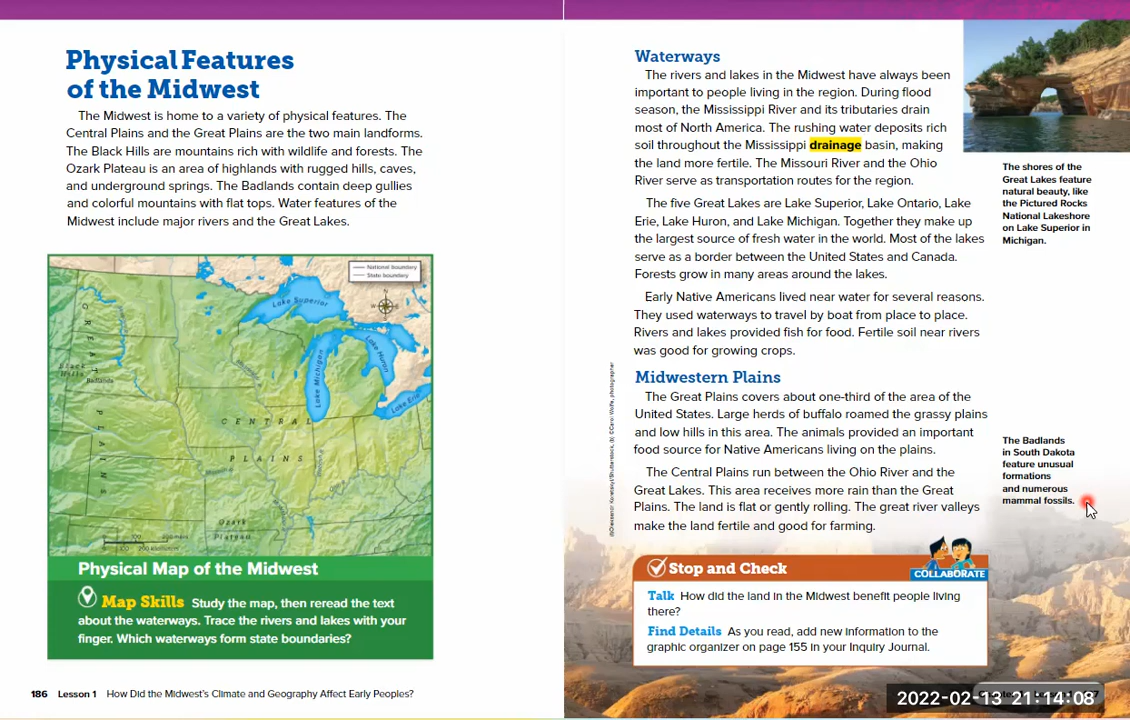 Physical Features
of the Midwest
The Midwest is home to a variety of physical features. The
Central Plains and the Great Plains are the two main landforms.
The Black Hills are mountains rich with wildlife and forests. The
Ozark Plateau is an area of highlands with rugged hills, caves,
and underground springs. The Badlands contain deep gullies
and colorful mountains with flat tops. Water features of the
Midwest include major rivers and the Great Lakes.
National boundary
State boundary
N
W
E
S
Lake Superior
Lake Michigan
Lake Huron
Lake Erie
GREAT
PLAINS
Black
Hills
Badlands
CENTRAL
PLAINS
Ozark
Plateau
Physical Map of the Midwest
Map Skills Study the map, then reread the text
about the waterways. Trace the rivers and lakes with your
finger. Which waterways form state boundaries?
186 Lesson 1 How Did the Midwest's Climate and Geography Affect Early Peoples?
Waterways
The rivers and lakes in the Midwest have always been
important to people living in the region. During flood
season, the Mississippi River and its tributaries drain
most of North America. The rushing water deposits rich
soil throughout the Mississippi drainage basin, making
the land more fertile. The Missouri River and the Ohio
River serve as transportation routes for the region.
The five Great Lakes are Lake Superior, Lake Ontario, Lake
Erie, Lake Huron, and Lake Michigan. Together they make up
the largest source of fresh water in the world. Most of the lakes
serve as a border between the United States and Canada.
Forests grow in many areas around the lakes.
Early Native Americans lived near water for several reasons.
They used waterways to travel by boat from place to place.
Rivers and lakes provided fish for food. Fertile soil near rivers
was good for growing crops.
Midwestern Plains
The Great Plains covers about one-third of the area of the
United States. Large herds of buffalo roamed the grassy plains
and low hills in this area. The animals provided an important
food source for Native Americans living on the plains.
The Central Plains run between the Ohio River and the
Great Lakes. This area receives more rain than the Great
Plains. The land is flat or gently rolling. The great river valleys
make the land fertile and good for farming.
The shores of the
Great Lakes feature
natural beauty, like
the Pictured Rocks
National Lakeshore
on Lake Superior in
Michigan.
The Badlands
in South Dakota
feature unusual
formations
and numerous
mammal fossils.
Stop and Check
COLLABORATE
Talk How did the land in the Midwest benefit people living
there?
Find Details As you read, add new information to the
graphic organizer on page 155 in your Inquiry Journal.
2022-02-13 21:14:08